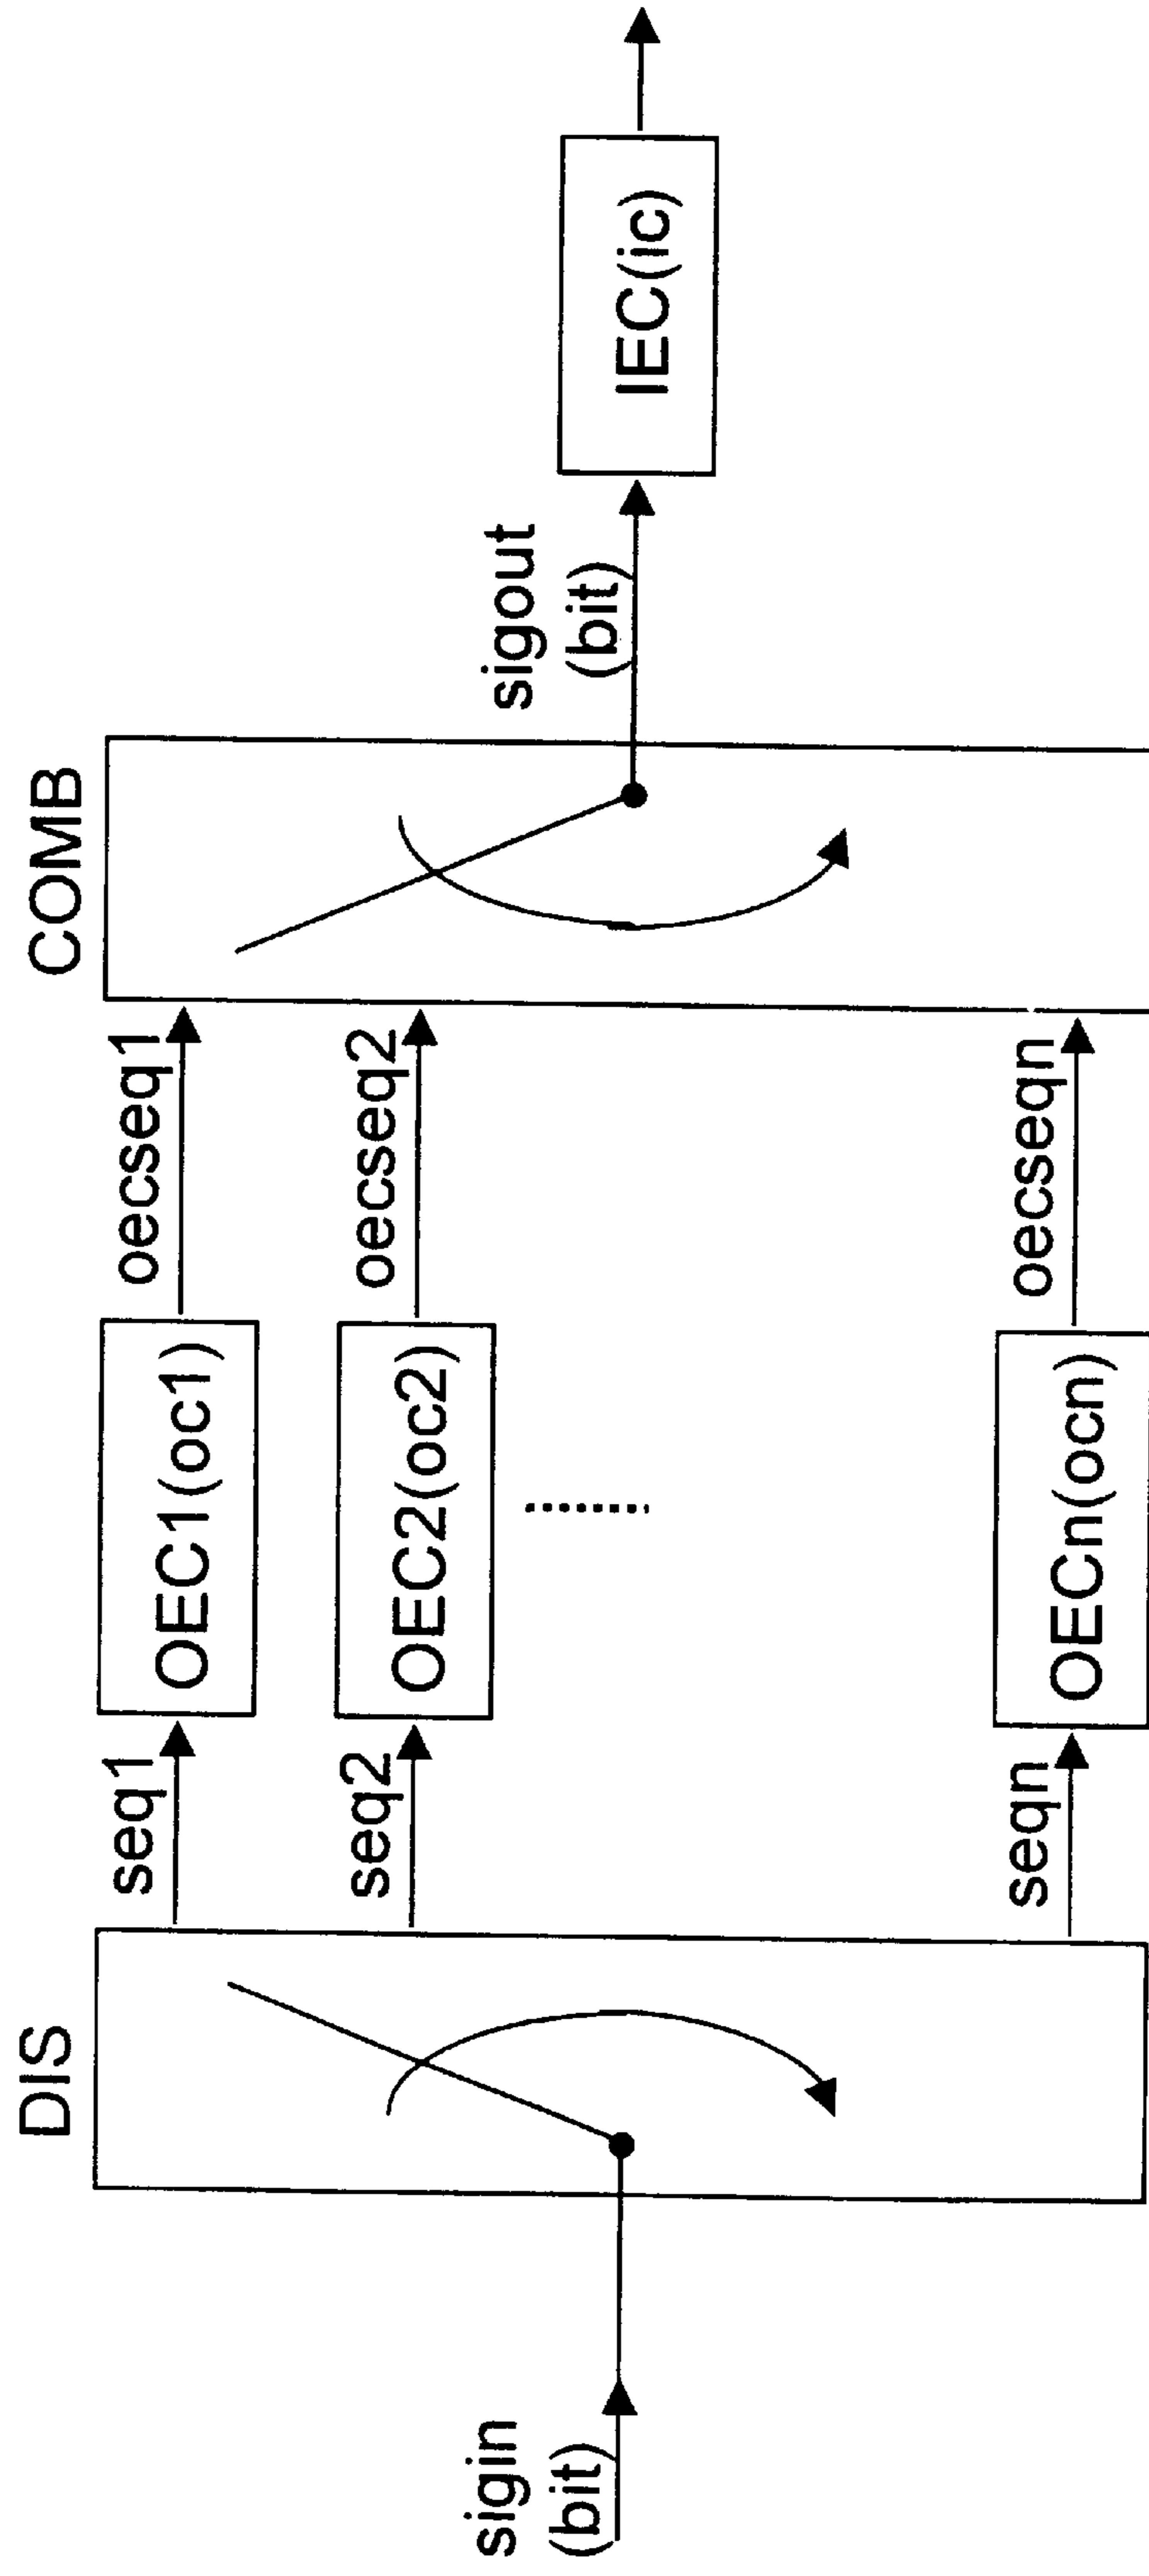 DIS
COMB
sigin
(bit)
seq1
OEC1(oc1)
oecseq1
seq2
OEC2(oc2)
oecseq2
seqn
OECn(ocn)
oecseqn
sigout
(bit)
IEC(ic)